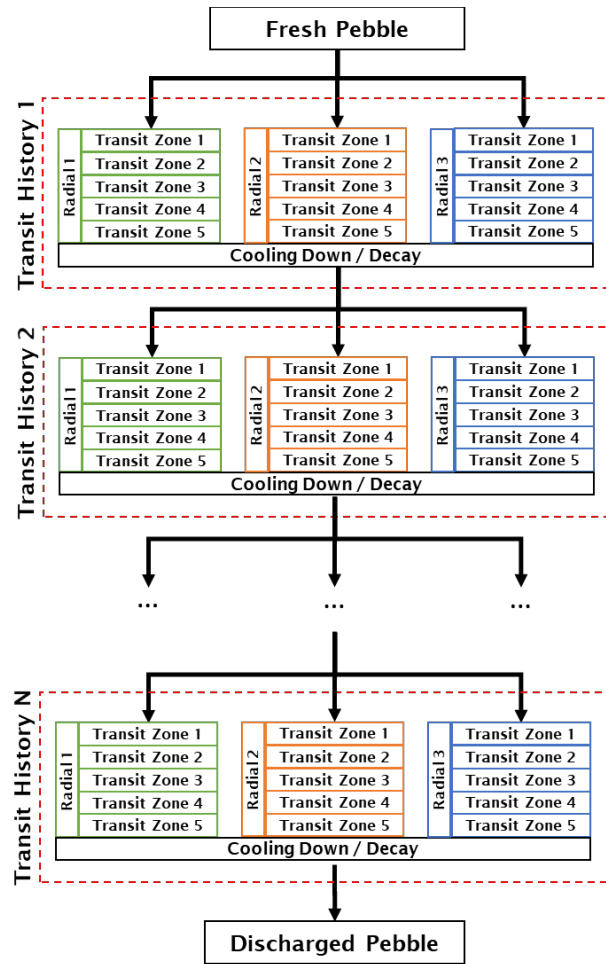 Fresh Pebble
Transit History 1
Radial 1
Transit Zone 1
Transit Zone 2
Transit Zone 3
Transit Zone 4
Transit Zone 5
Radial 2
Transit Zone 1
Transit Zone 2
Transit Zone 3
Transit Zone 4
Transit Zone 5
Radial 3
Transit Zone 1
Transit Zone 2
Transit Zone 3
Transit Zone 4
Transit Zone 5
Cooling Down / Decay
Transit History 2
Radial 1
Transit Zone 1
Transit Zone 2
Transit Zone 3
Transit Zone 4
Transit Zone 5
Radial 2
Transit Zone 1
Transit Zone 2
Transit Zone 3
Transit Zone 4
Transit Zone 5
Radial 3
Transit Zone 1
Transit Zone 2
Transit Zone 3
Transit Zone 4
Transit Zone 5
Cooling Down / Decay
... ... ...
Transit History N
Radial 1
Transit Zone 1
Transit Zone 2
Transit Zone 3
Transit Zone 4
Transit Zone 5
Radial 2
Transit Zone 1
Transit Zone 2
Transit Zone 3
Transit Zone 4
Transit Zone 5
Radial 3
Transit Zone 1
Transit Zone 2
Transit Zone 3
Transit Zone 4
Transit Zone 5
Cooling Down / Decay
Discharged Pebble